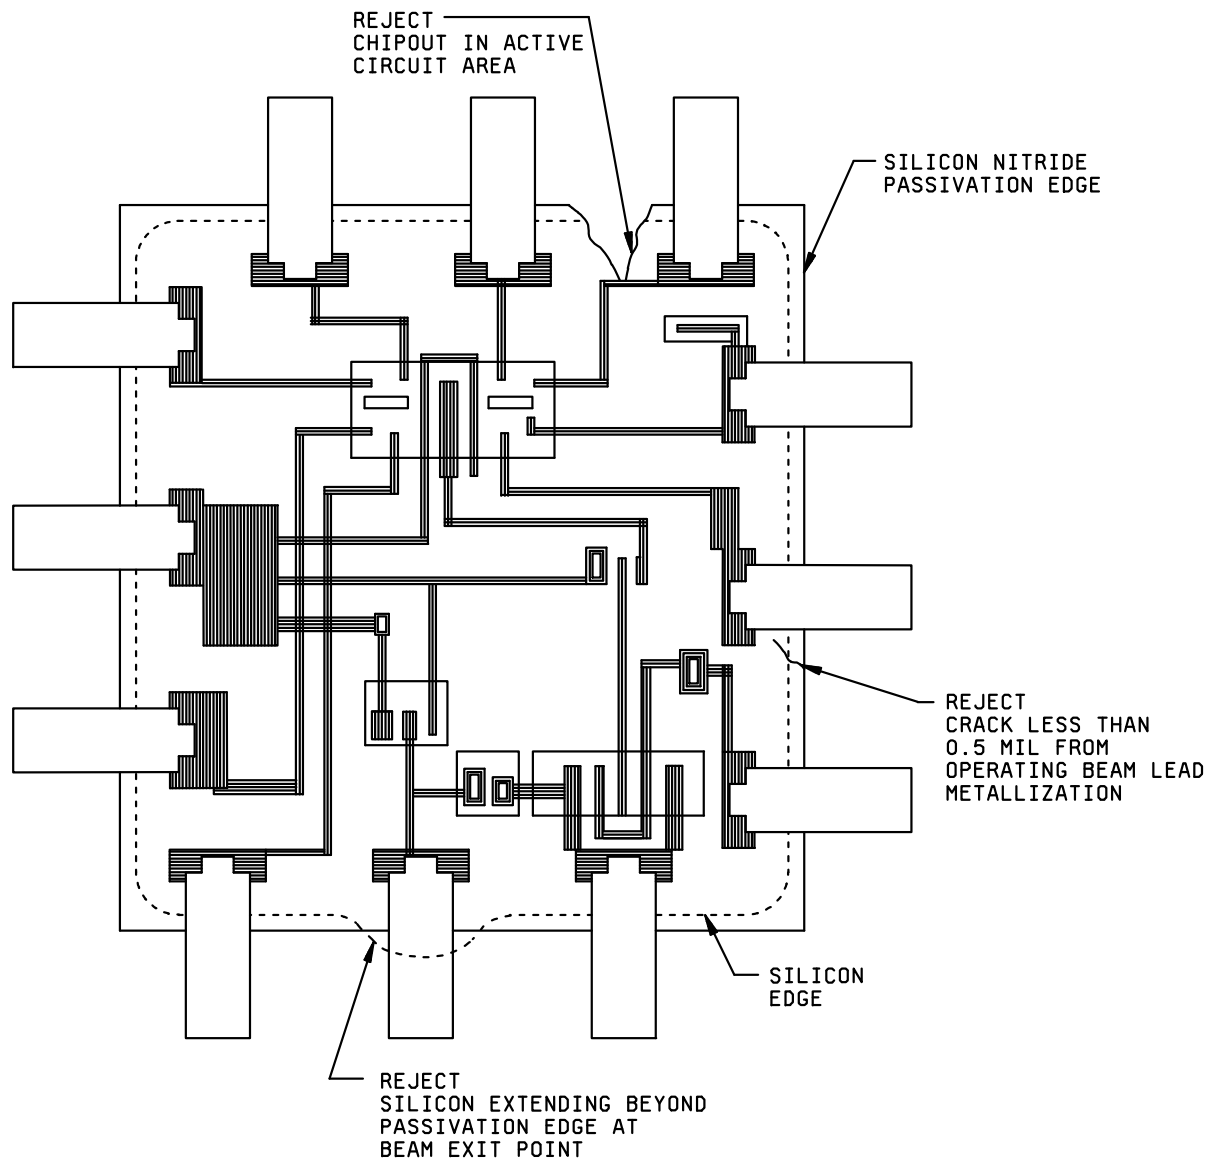 REJECT
CHIPOUT IN ACTIVE
CIRCUIT AREA
SILICON NITRIDE
PASSIVATION EDGE
REJECT
CRACK LESS THAN
0.5 MIL FROM
OPERATING BEAM LEAD
METALLIZATION
SILICON
EDGE
REJECT
SILICON EXTENDING BEYOND
PASSIVATION EDGE AT
BEAM EXIT POINT